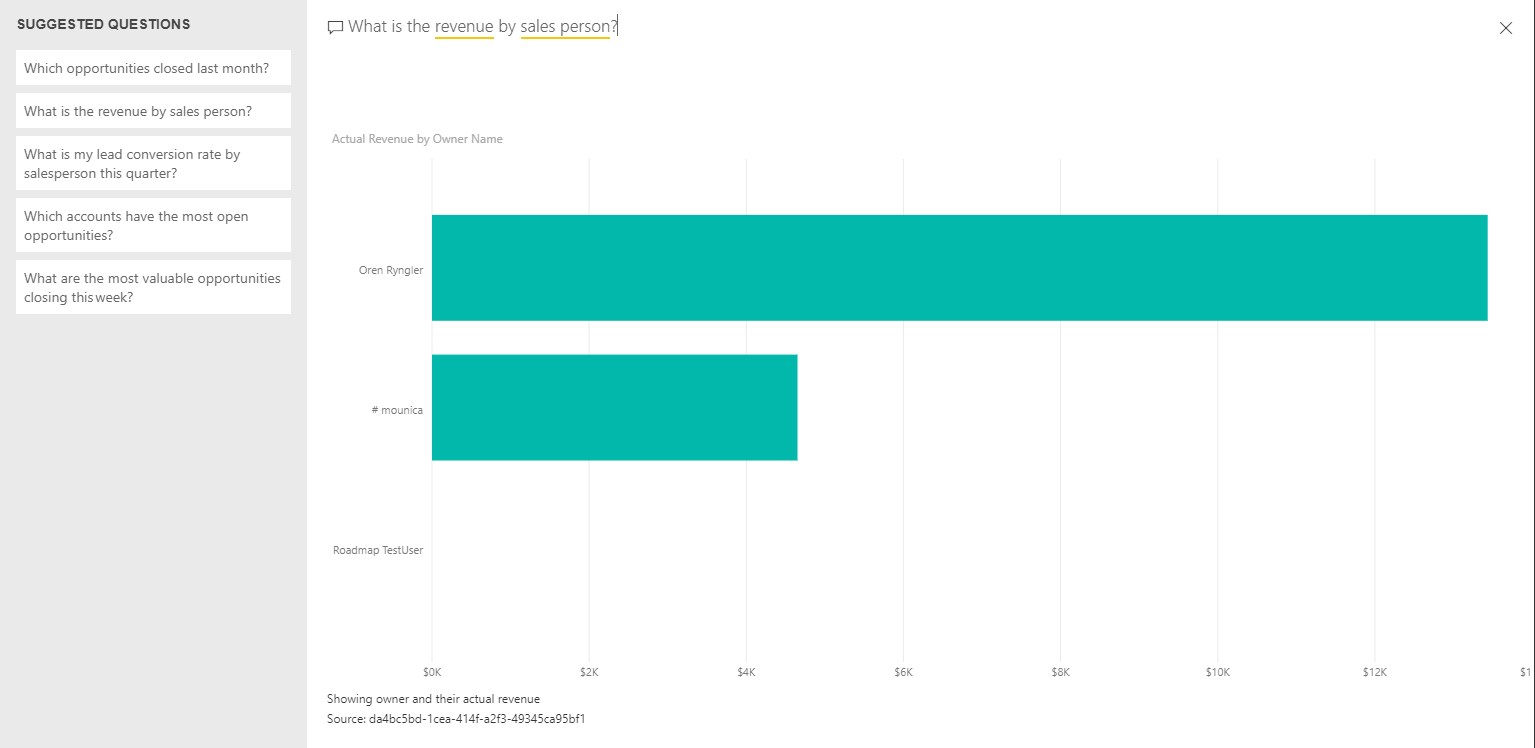 SUGGESTED QUESTIONS
Which opportunities closed last month?
What is the revenue by sales person?
What is my lead conversion rate by
salesperson this quarter?
Which accounts have the most open
opportunities?
What are the most valuable opportunities
closing this week?
What is the revenue by sales person?
Actual Revenue by Owner Name
Oren Ryngler
# mounica
Roadmap TestUser
$0K $2K $4K $6K $8K $10K $12K $1
Showing owner and their actual revenue
Source: da4bc5bd-1cea-414f-a2f3-49345ca95bf1